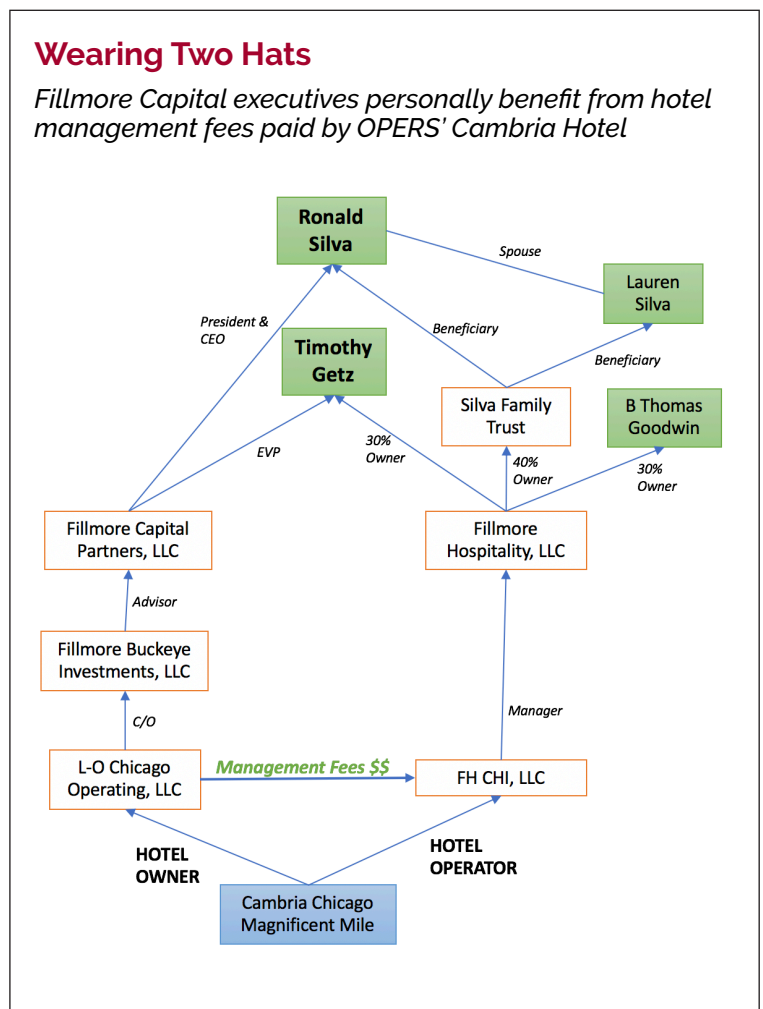 Wearing Two Hats
Fillmore Capital executives personally benefit from hotel
management fees paid by OPERS’ Cambria Hotel
Ronald
Silva
Spouse
Lauren
Silva
President &
CEO
Beneficiary
Timothy
Getz
Beneficiary
Silva Family
Trust
B Thomas
Goodwin
EVP
30%
Owner
40%
Owner
30%
Owner
Fillmore Capital
Partners, LLC
Fillmore
Hospitality, LLC
Advisor
Fillmore Buckeye
Investments, LLC
C/O
Manager
L-O Chicago
Operating, LLC
Management Fees $$
FH CHI, LLC
HOTEL
OWNER
HOTEL
OPERATOR
Cambria Chicago
Magnificent Mile